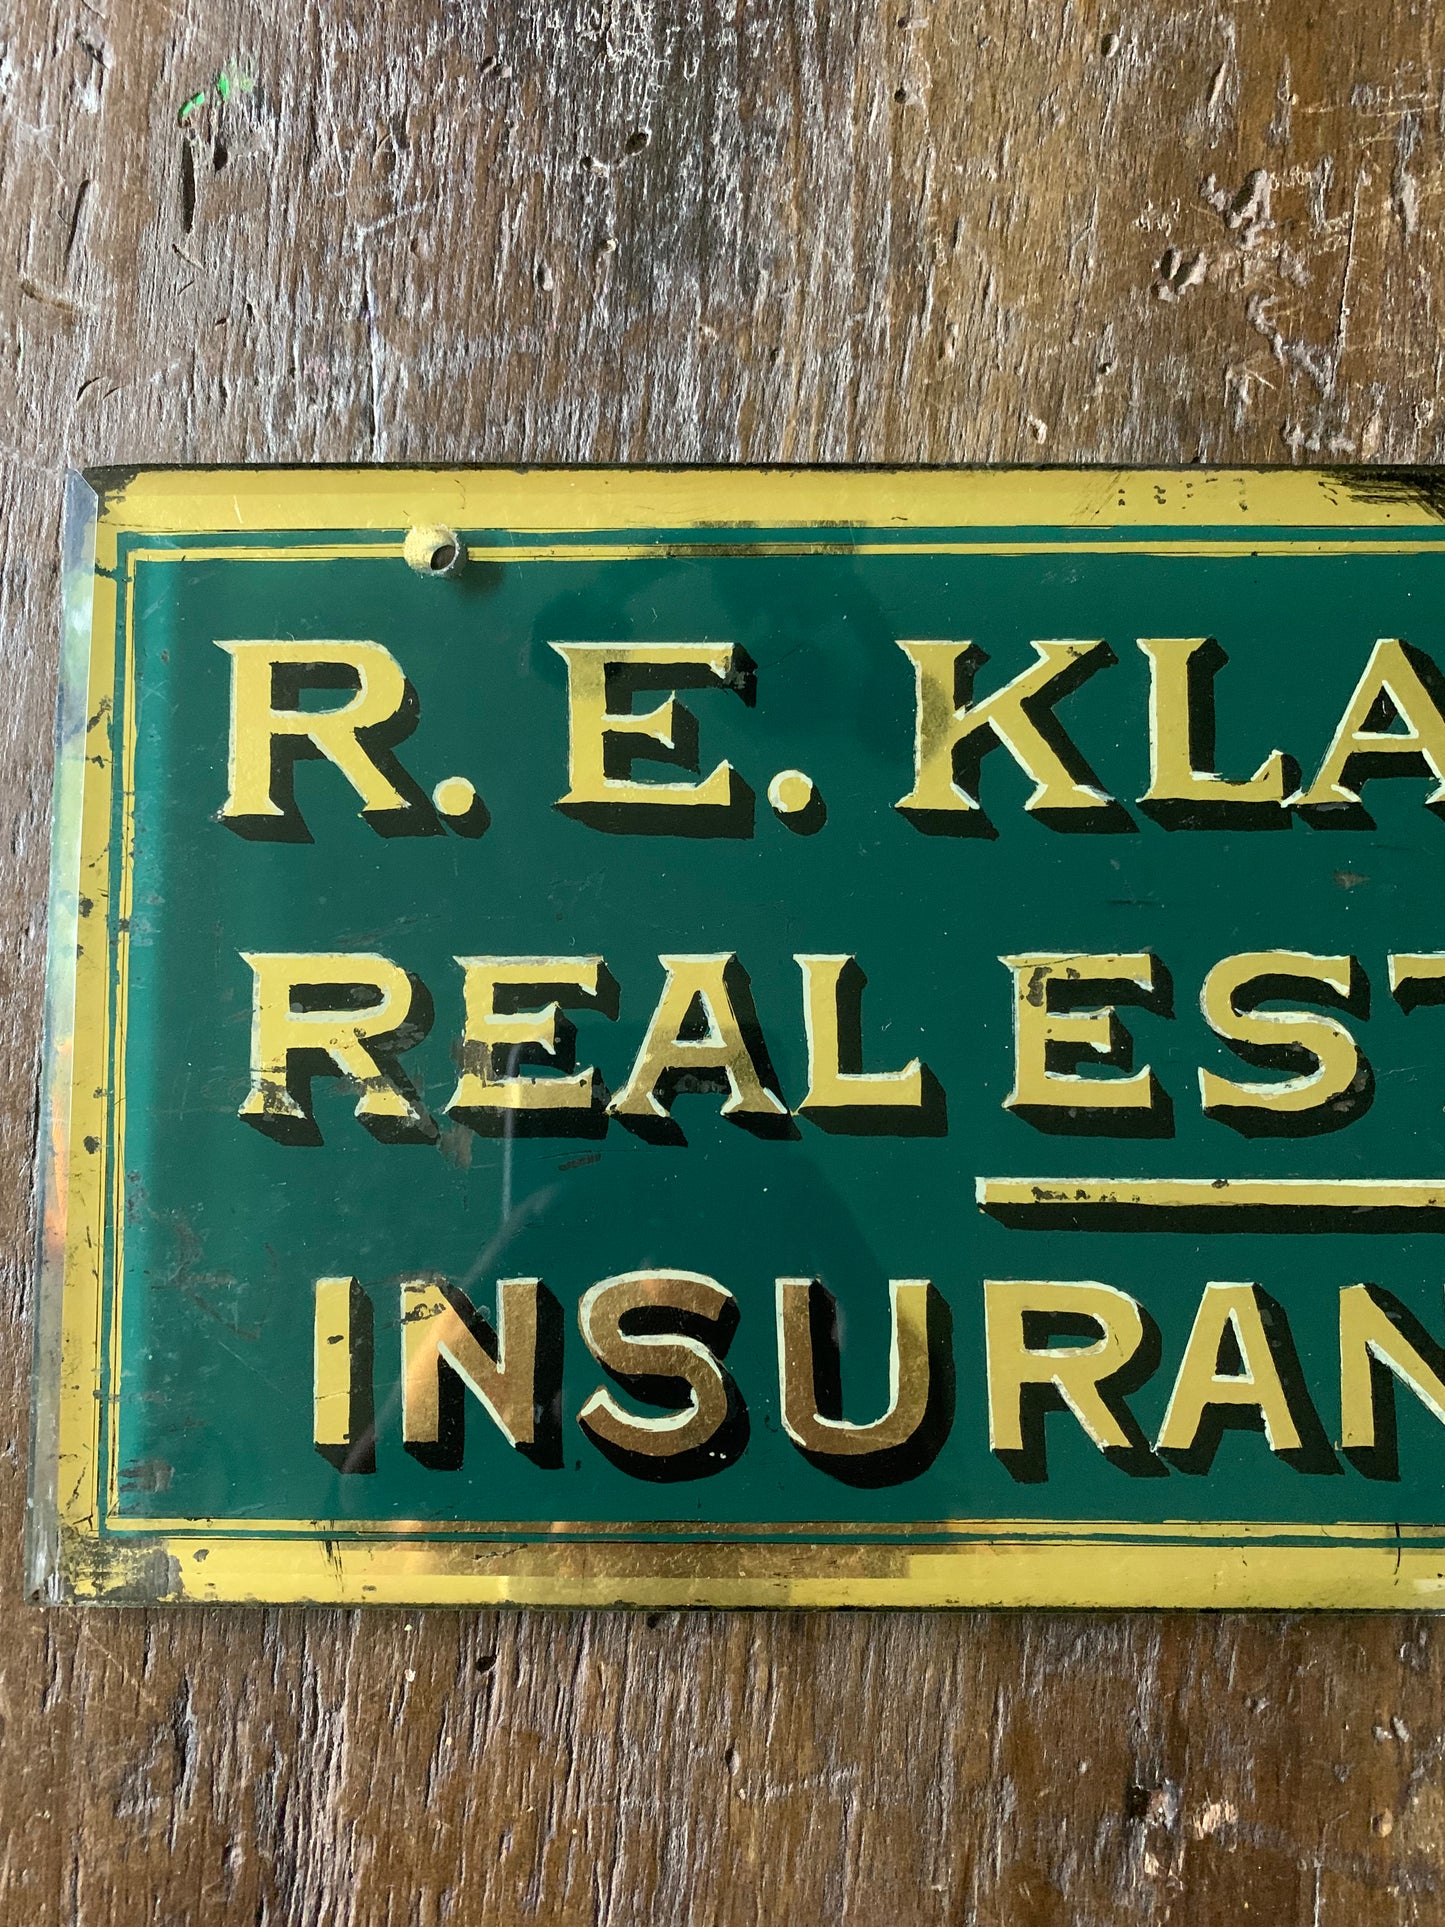 R. E. KLA
REAL EST
INSURAN